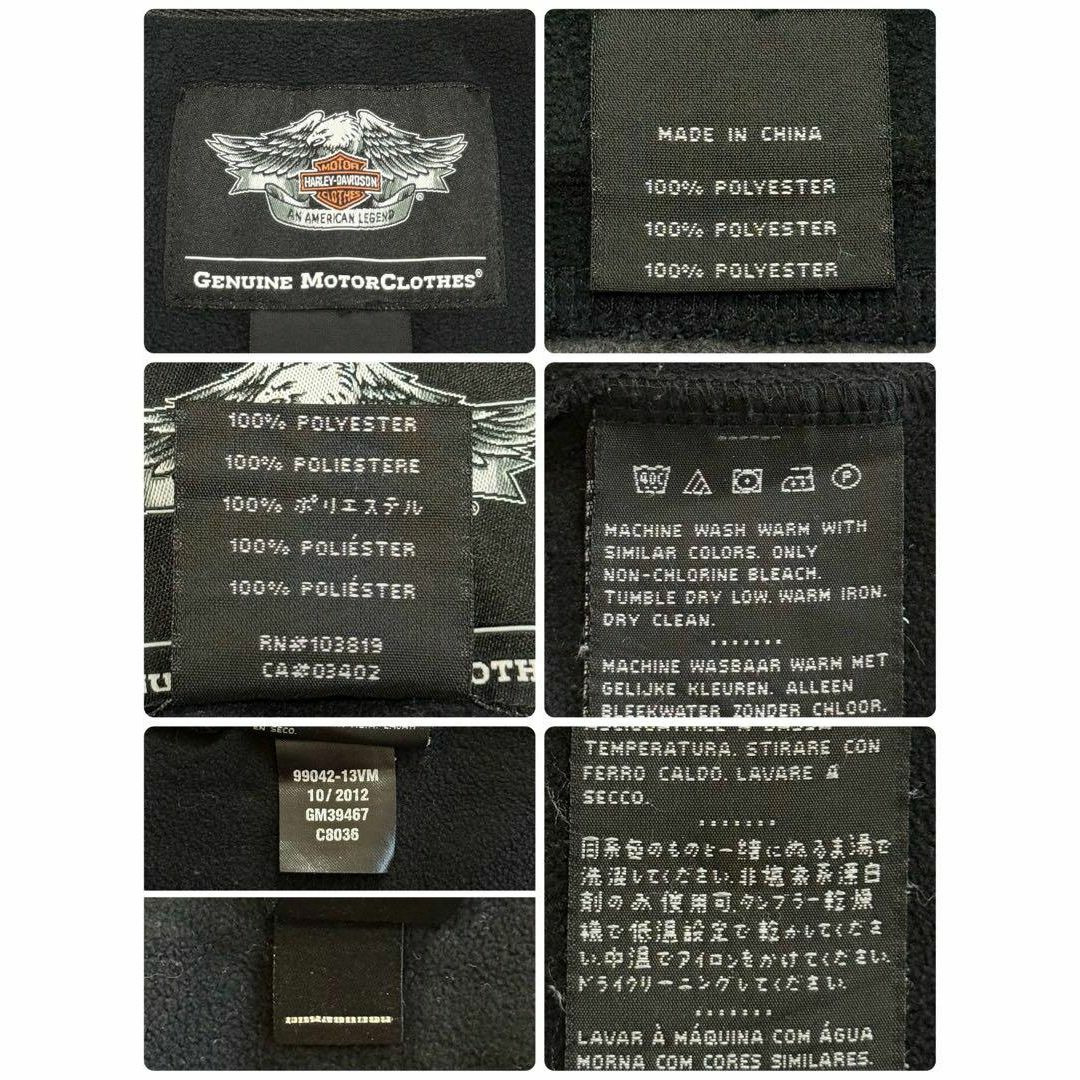 MOTOR
HARLEY-DAVIDSON
CLOTHES
AN AMERICAN LEGEND
®
GENUINE MOTORCLOTHES®
MADE IN CHINA
100% POLYESTER
100% POLYESTER
100% POLYESTER
100% POLYESTER
100% POLIESTERE
100% ポリエステル
100% POLIÉSTER
100% POLIÉSTER
RN#103819
CA#03402
40C
P
MACHINE WASH WARM WITH
SIMILAR COLORS. ONLY
NON-CHLORINE BLEACH.
TUMBLE DRY LOW. WARM IRON.
DRY CLEAN.
MACHINE WASBAAR WARM MET
GELIJKE KLEUREN. ALLEEN
BLEEKWATER ZONDER CHLOOR.
EN SECO.
99042-13VM
10/2012
GM39467
C8036
TEMPERATURA. STIRARE CON
FERRO CALDO. LAVARE A
SECCO.
同系色のものと一緒にぬるま湯で
洗濯してください.非塩素系漂白
剤のみ使用可.タンブラー乾燥
機で低温設定で乾かしてくださ
い.中温でアイロンをかけてください.
ドライクリーニングしてください.
LAVAR À MÁQUINA COM ÁGUA
MORNA COM CORES SIMILARES.